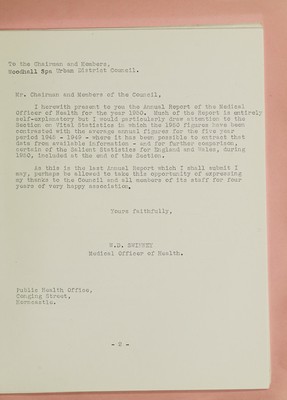 To the Chairman and Members,
Woodhall Spa Urban District Council.
Mr. Chairman and Members of the Council,
I herewith present to you the Annual Report of the Medical
Officer of Health for the year 1950. Much of the Report is entirely
self-explanatory but I would particularly draw attention to the
Section on Vital Statistics in which the 1950 figures have been
contrasted with the average annual figures for the five year
period 1945 - 1949 - where it has been possible to extract that
data from available information - and for further comparison,
certain of the Salient Statistics for England and Wales, during
1950, included at the end of the Section.
As this is the last Annual Report which I shall submit I
may, perhaps be allowed to take this opportunity of expressing
my thanks to the Council and all members of its staff for four
years of very happy association.
Yours faithfully,
SWINNEY
Medical Officer of Health.
Public Health Office,
Conging Street,
Horncastle.
- 2 -